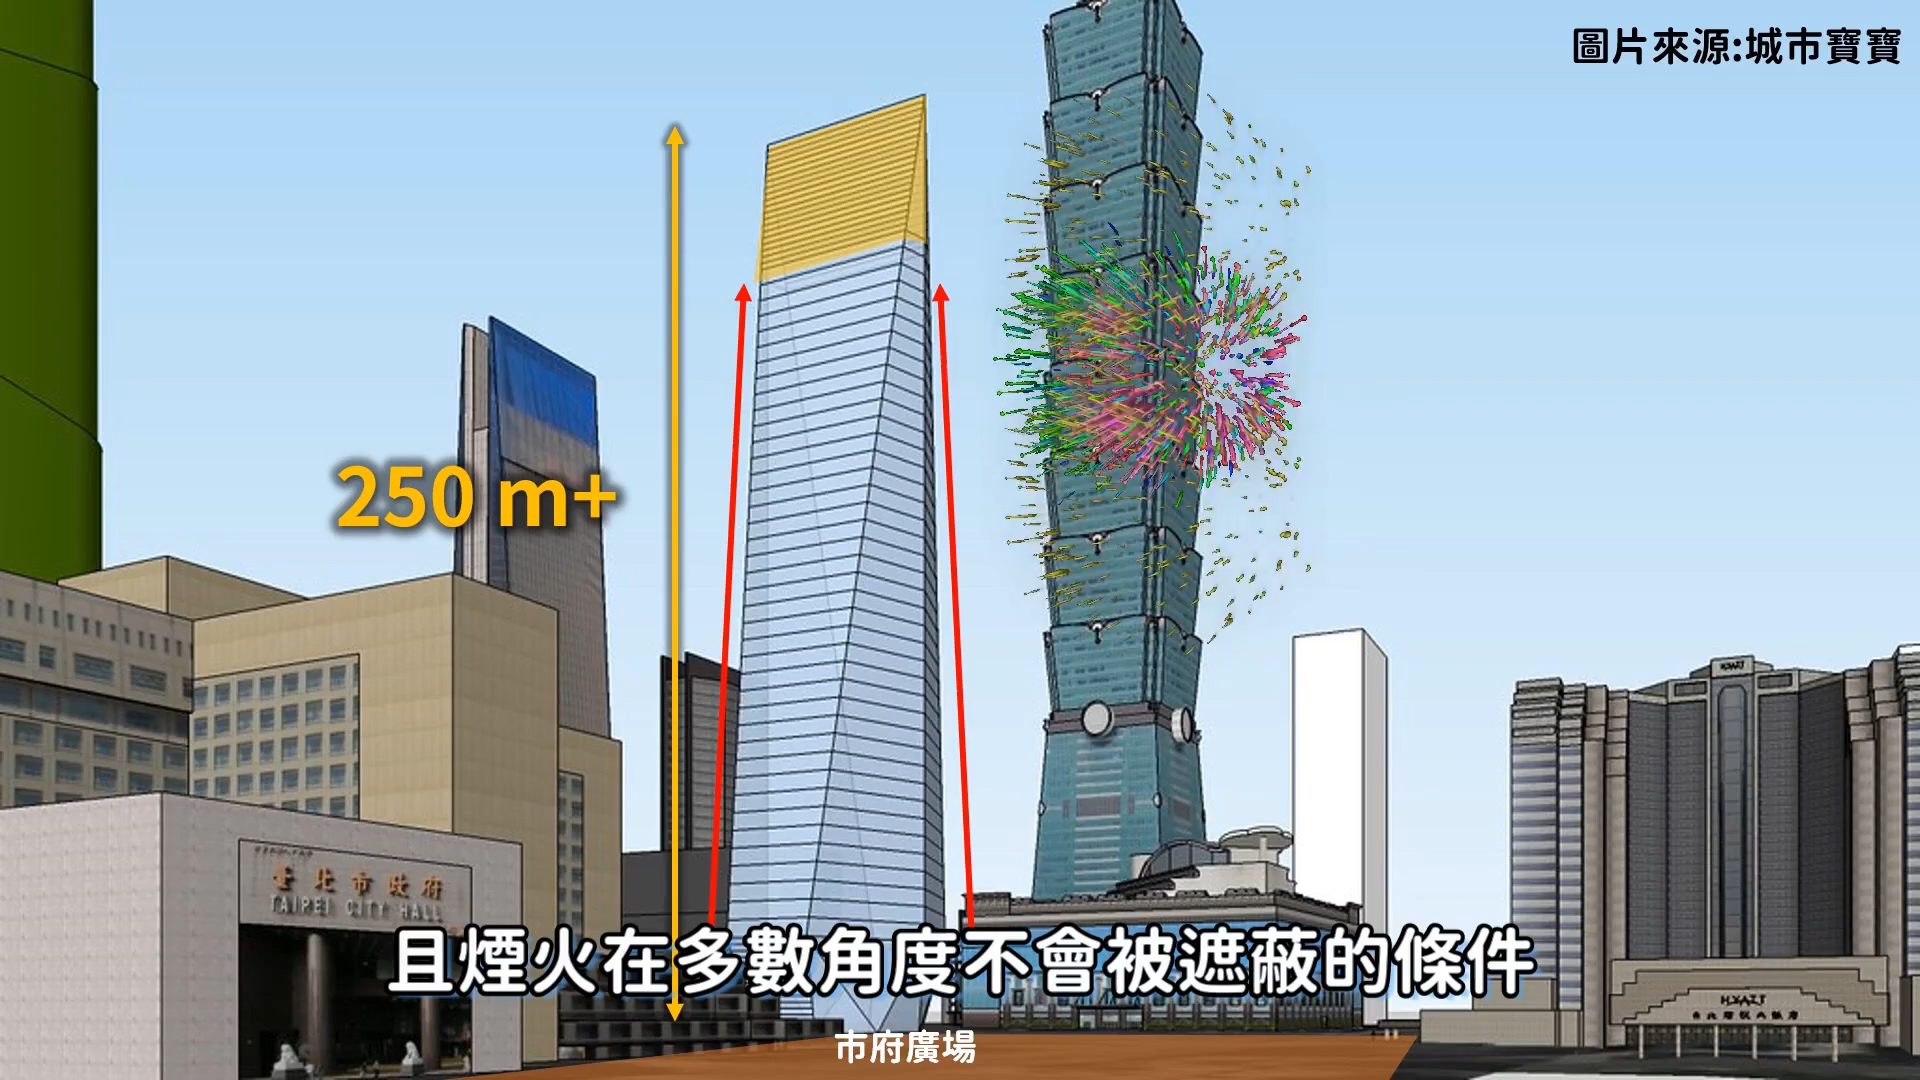 圖片來源:城市寶寶
250 m+
臺北市政府
TAIPEI CITY HALL
HYATT
且煙火在多數角度不會被遮蔽的條件
市府廣場